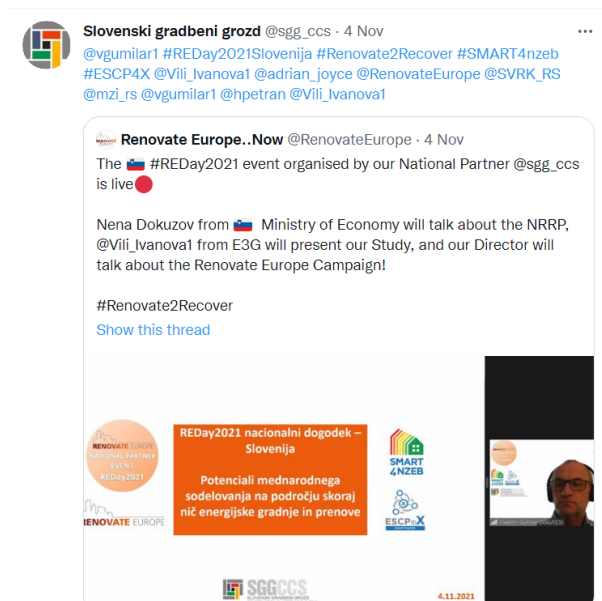 Slovenski gradbeni grozd @sgg_ccs · 4 Nov
@vgumilar1 #REDay2021Slovenija #Renovate2Recover #SMART4nzeb
#ESCP4X @Vili_Ivanova1 @adrian_joyce @RenovateEurope @SVRK_RS
@mzi_rs @vgumilar1 @hpetran @Vili_Ivanova1
Renovate Europe..Now @RenovateEurope · 4 Nov
The 🇸🇮 #REDay2021 event organised by our National Partner @sgg_ccs
is live🔴
Nena Dokuzov from 🇸🇮 Ministry of Economy will talk about the NRRP,
@Vili_Ivanova1 from E3G will present our Study, and our Director will
talk about the Renovate Europe Campaign!
#Renovate2Recover
Show this thread
RENOVATE EUROPE
NATIONAL PARTNER
EVENT
REDay2021
RENOVATE EUROPE
REDay2021 nacionalni dogodek –
Slovenija
Potenciali mednarodnega
sodelovanja na področju skoraj
nič energijske gradnje in prenove
SMART
4NZEB
ESCP4X
SGGCCS
SLOVENSKI GRADBENI GROZD
4.11.2021